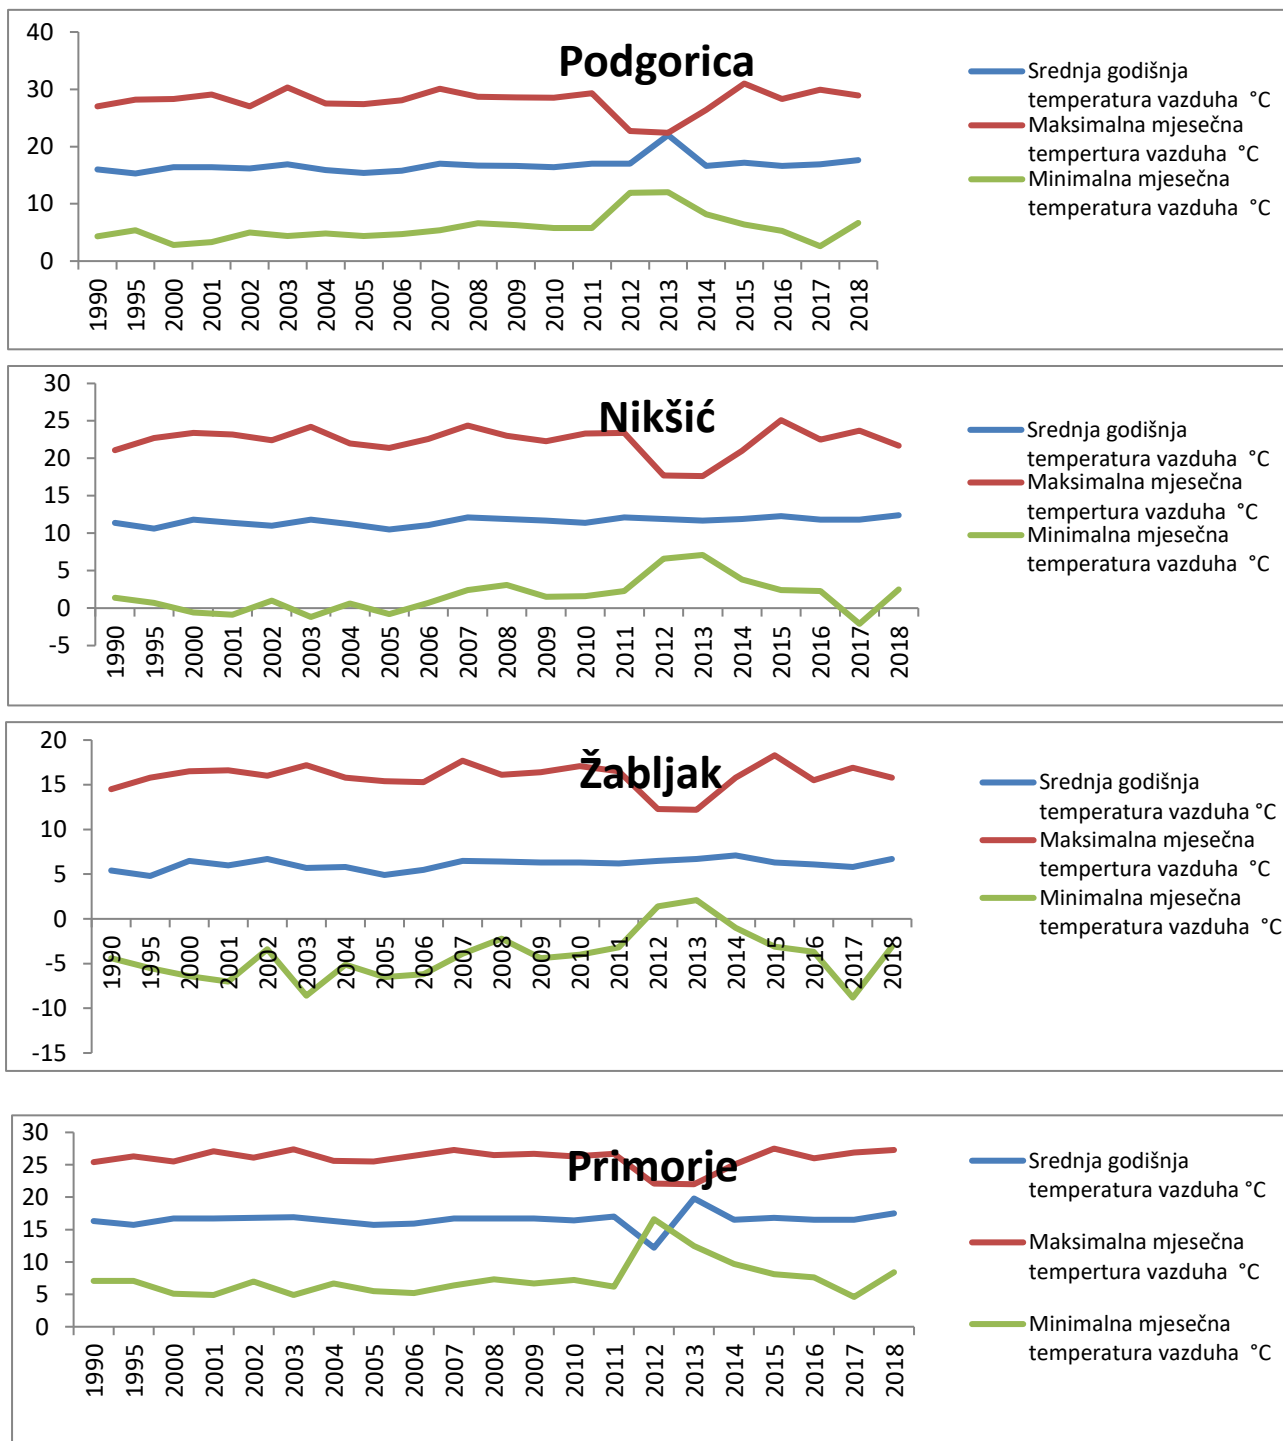 Podgorica
40
30
20
10
0
1990 1995 2000 2001 2002 2003 2004 2005 2006 2007 2008 2009 2010 2011 2012 2013 2014 2015 2016 2017 2018
Srednja godišnja
temperatura vazduha °C
Maksimalna mjesečna
tempertura vazduha °C
Minimalna mjesečna
temperatura vazduha °C
Nikšić
30
25
20
15
10
5
0
-5
1990 1995 2000 2001 2002 2003 2004 2005 2006 2007 2008 2009 2010 2011 2012 2013 2014 2015 2016 2017 2018
Srednja godišnja
temperatura vazduha °C
Maksimalna mjesečna
tempertura vazduha °C
Minimalna mjesečna
temperatura vazduha °C
Žabljak
20
15
10
5
0
-5
-10
-15
1990 1995 2000 2001 2002 2003 2004 2005 2006 2007 2008 2009 2010 2011 2012 2013 2014 2015 2016 2017 2018
Srednja godišnja
temperatura vazduha °C
Maksimalna mjesečna
tempertura vazduha °C
Minimalna mjesečna
temperatura vazduha °C
Primorje
30
25
20
15
10
5
0
1990 1995 2000 2001 2002 2003 2004 2005 2006 2007 2008 2009 2010 2011 2012 2013 2014 2015 2016 2017 2018
Srednja godišnja
temperatura vazduha °C
Maksimalna mjesečna
tempertura vazduha °C
Minimalna mjesečna
temperatura vazduha °C